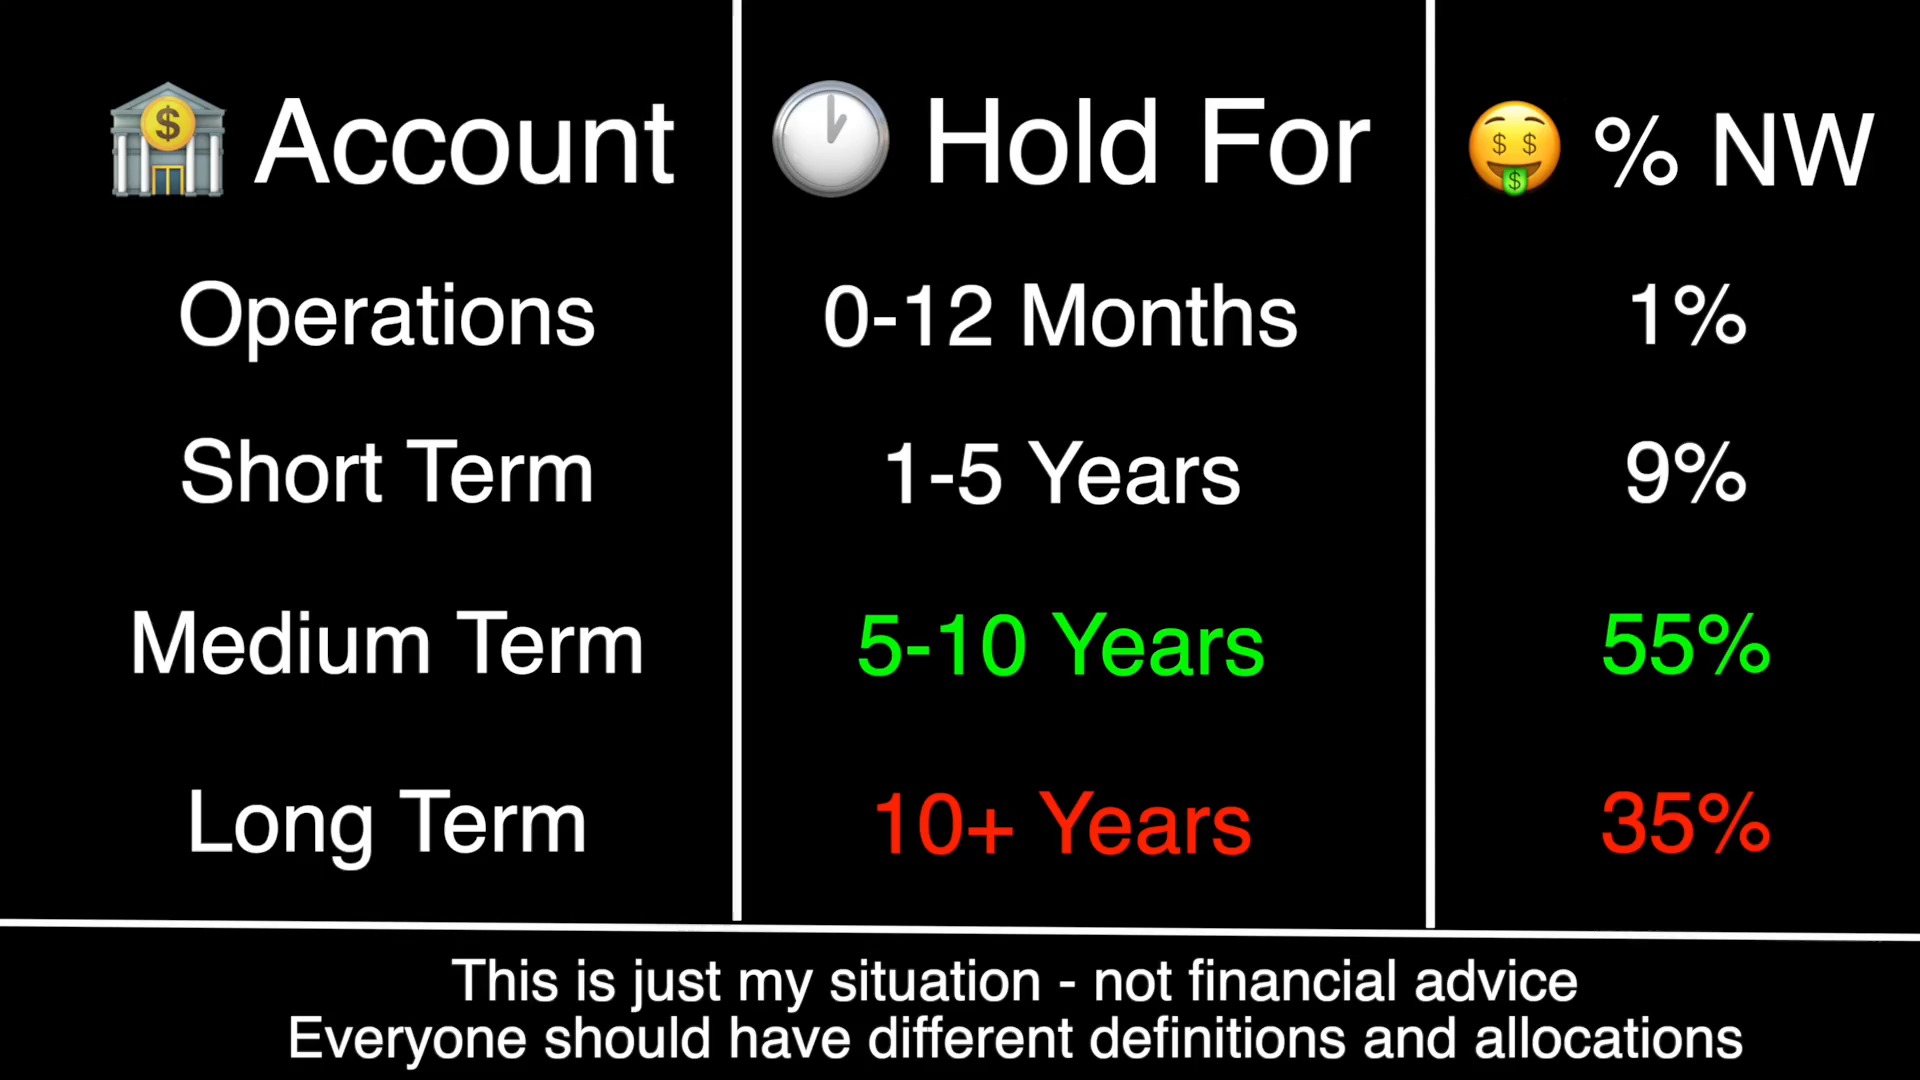 Account Hold For % NW
Operations 0-12 Months 1%
Short Term 1-5 Years 9%
Medium Term 5-10 Years 55%
Long Term 10+ Years 35%
This is just my situation - not financial advice
Everyone should have different definitions and allocations